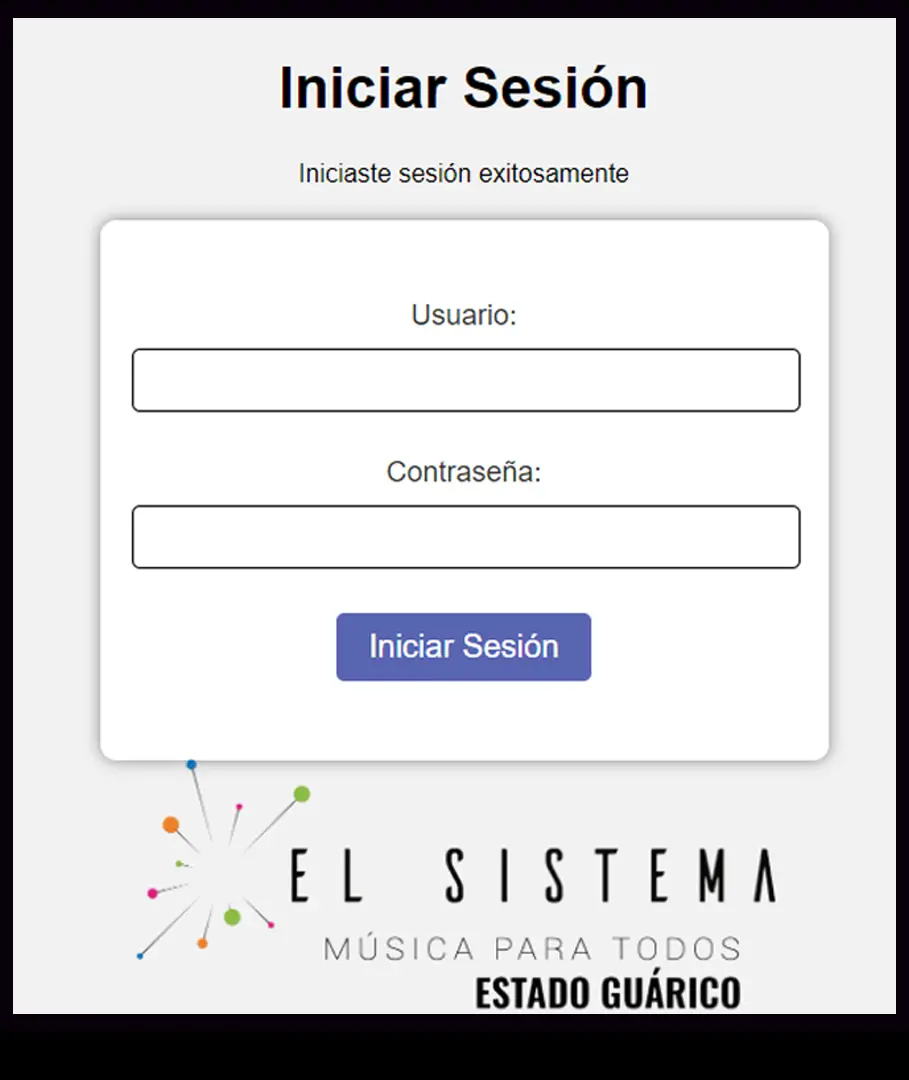 Iniciar Sesión
Iniciaste sesión exitosamente
Usuario:
Contraseña:
Iniciar Sesión
EL SISTEMA
MÚSICA PARA TODOS
ESTADO GUÁRICO